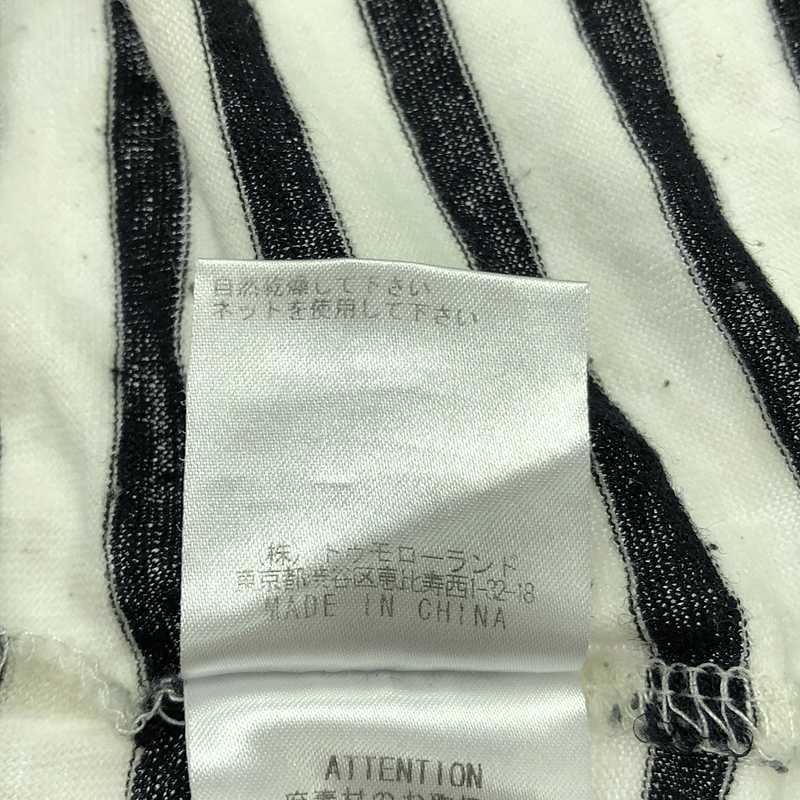 自然乾燥して下さい
ネットを使用して下さい
株)トゥモローランド
東京都渋谷区恵比寿西1-32-18
MADE IN CHINA
ATTENTION